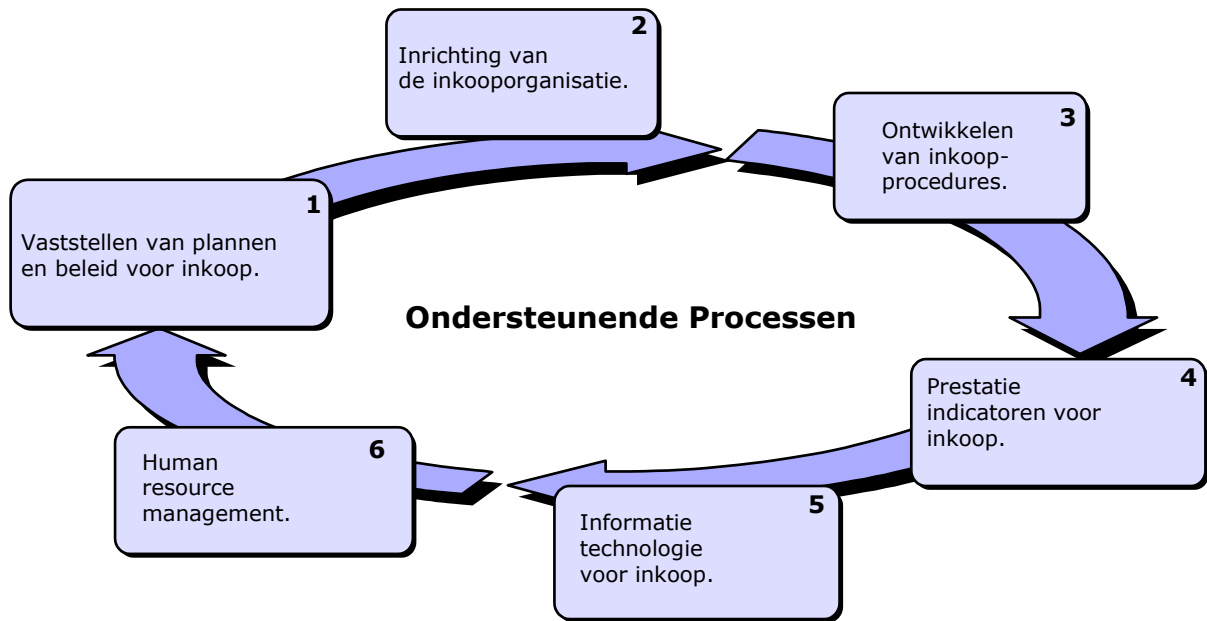 1
Vaststellen van plannen
en beleid voor inkoop.
2
Inrichting van
de inkooporganisatie.
3
Ontwikkelen
van inkoop-
procedures.
Ondersteunende Processen
4
Prestatie
indicatoren voor
inkoop.
5
Informatie
technologie
voor inkoop.
6
Human
resource
management.